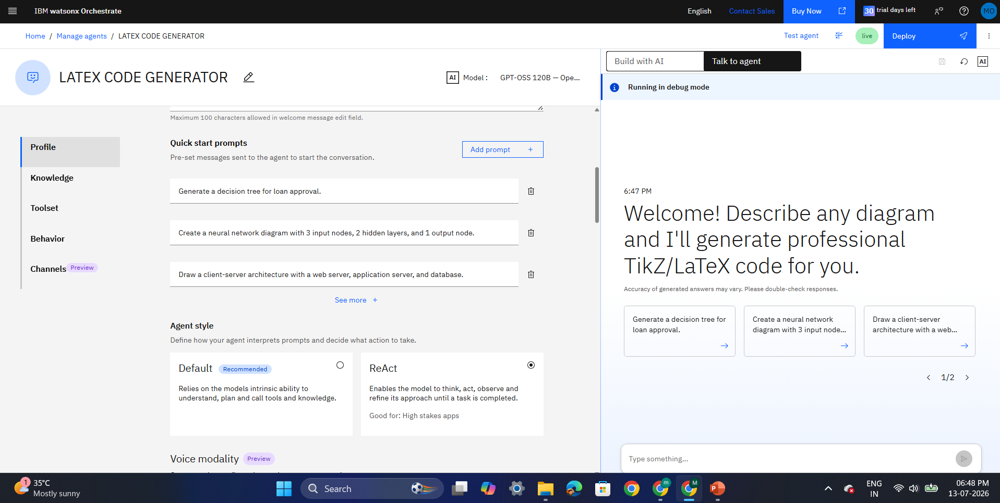 IBM watsonx Orchestrate
English
Contact Sales
Buy Now
30 trial days left
MO
Home / Manage agents / LATEX CODE GENERATOR
Test agent
live
Deploy
LATEX CODE GENERATOR
AI Model : GPT-OSS 120B — Ope...
Build with AI
Talk to agent
AI
Running in debug mode
Maximum 100 characters allowed in welcome message edit field.
Profile
Knowledge
Toolset
Behavior
Channels Preview
Quick start prompts
Pre-set messages sent to the agent to start the conversation.
Add prompt +
Generate a decision tree for loan approval.
Create a neural network diagram with 3 input nodes, 2 hidden layers, and 1 output node.
Draw a client-server architecture with a web server, application server, and database.
See more +
Agent style
Define how your agent interprets prompts and decide what action to take.
Default Recommended
Relies on the models intrinsic ability to
understand, plan and call tools and knowledge.
ReAct
Enables the model to think, act, observe and
refine its approach until a task is completed.
Good for: High stakes apps
Voice modality Preview
6:47 PM
Welcome! Describe any diagram
and I'll generate professional
TikZ/LaTeX code for you.
Accuracy of generated answers may vary. Please double-check responses.
Generate a decision tree for
loan approval.
Create a neural network
diagram with 3 input node...
Draw a client-server
architecture with a web...
1/2
Type something...
1
35°C
Mostly sunny
Search
m
M
P
ENG
IN
06:48 PM
13-07-2026